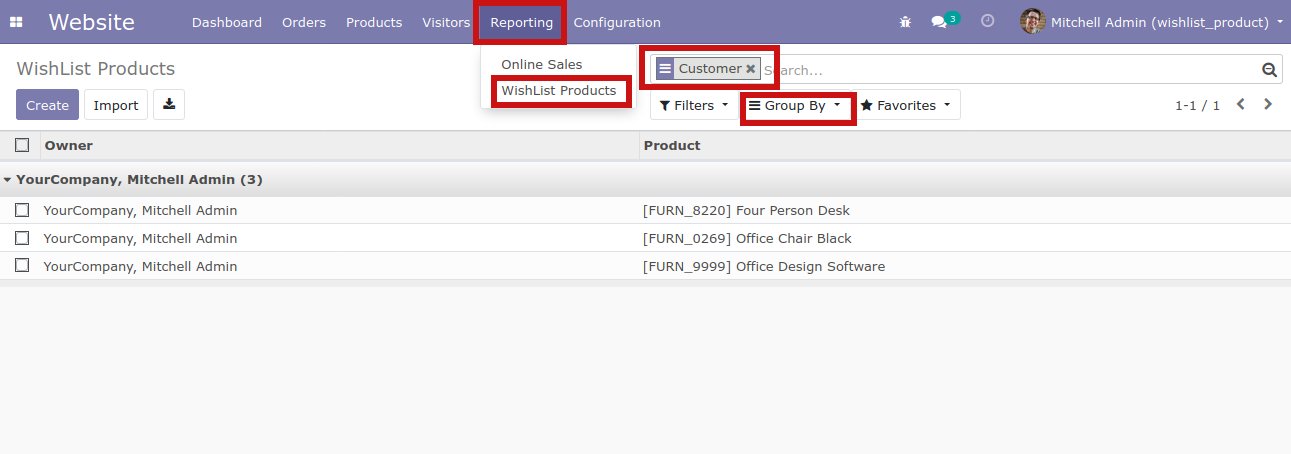 Website Dashboard Orders Products Visitors Reporting Configuration 3 Mitchell Admin (wishlist_product)
WishList Products
Online Sales
WishList Products
Customer Search...
Create Import Filters Group By Favorites 1-1 / 1
Owner Product
YourCompany, Mitchell Admin (3)
YourCompany, Mitchell Admin [FURN_8220] Four Person Desk
YourCompany, Mitchell Admin [FURN_0269] Office Chair Black
YourCompany, Mitchell Admin [FURN_9999] Office Design Software